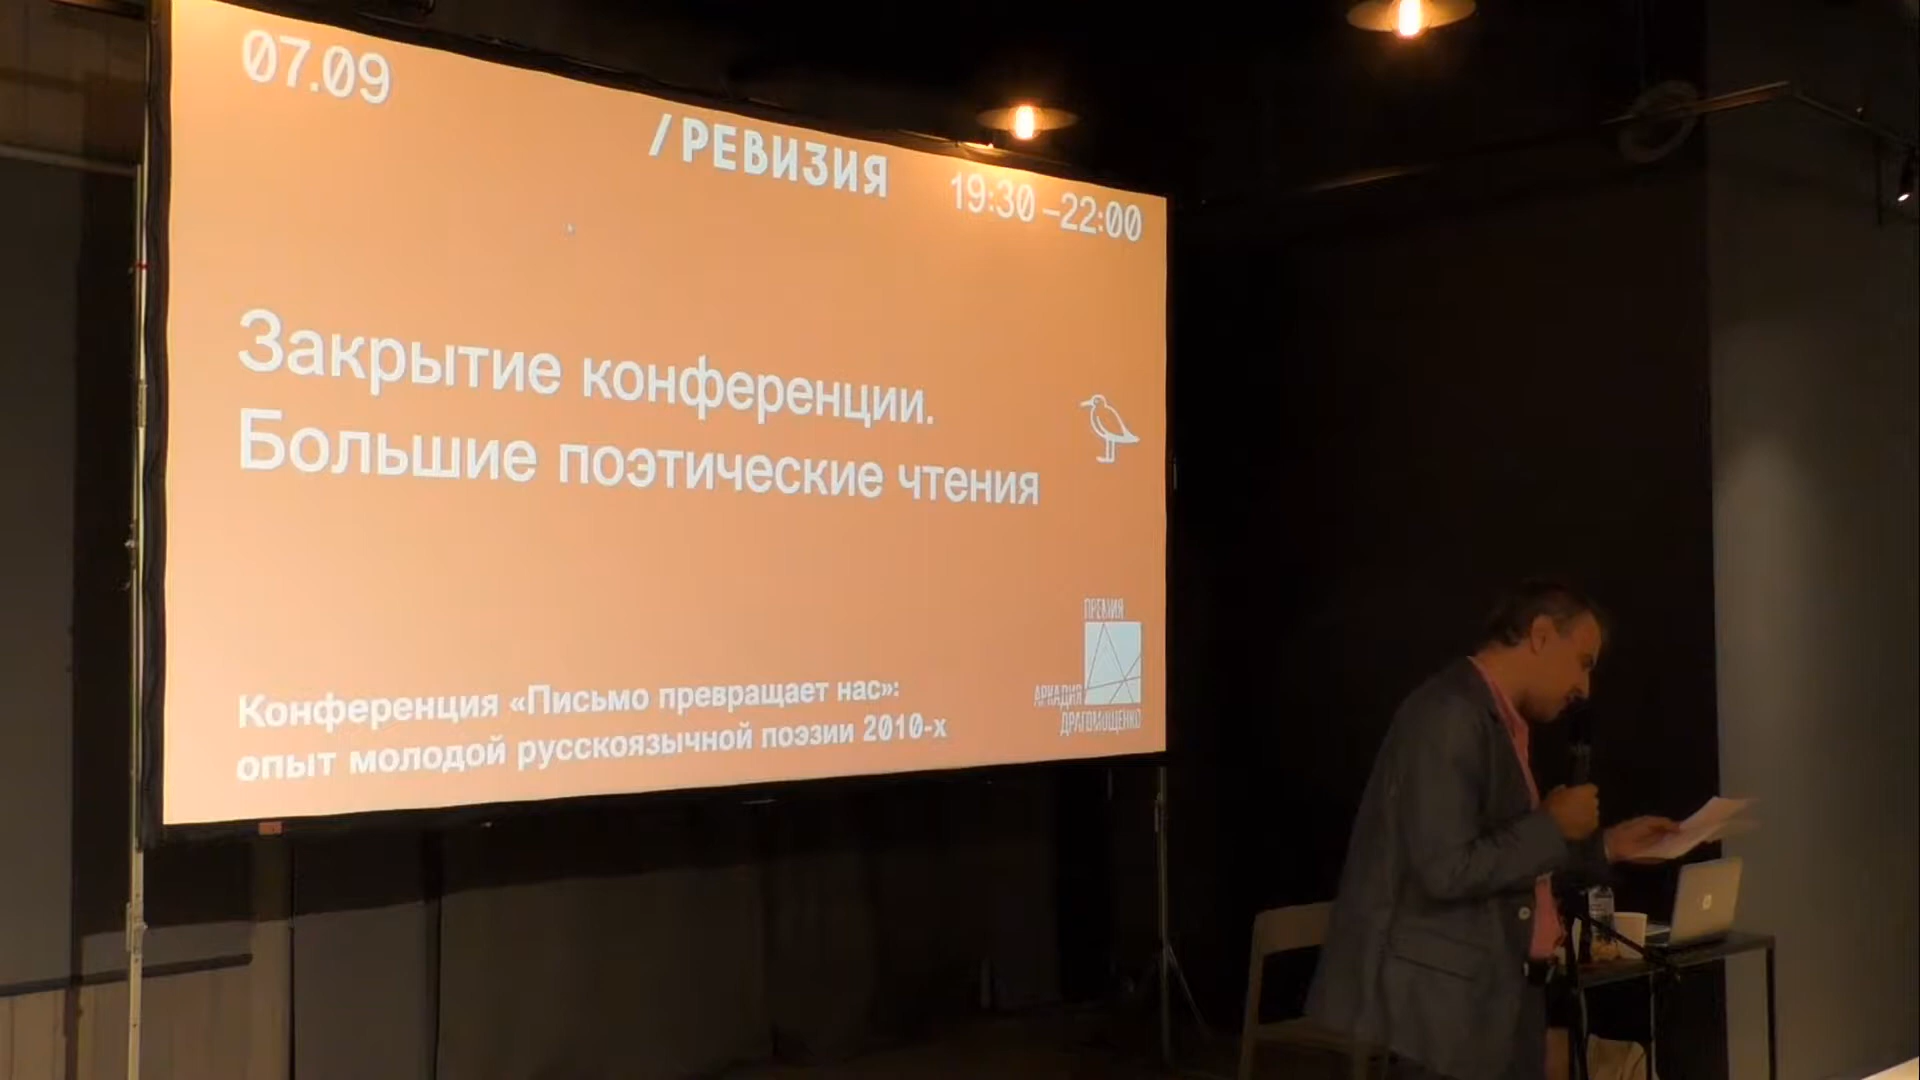 07.09
/РЕВИЗИЯ
19:30–22:00
Закрытие конференции.
Большие поэтические чтения
Конференция «Письмо превращает нас»:
опыт молодой русскоязычной поэзии 2010-х
ПРЕМИЯ
АРКАДИЯ
ДРАГОМОЩЕНКО